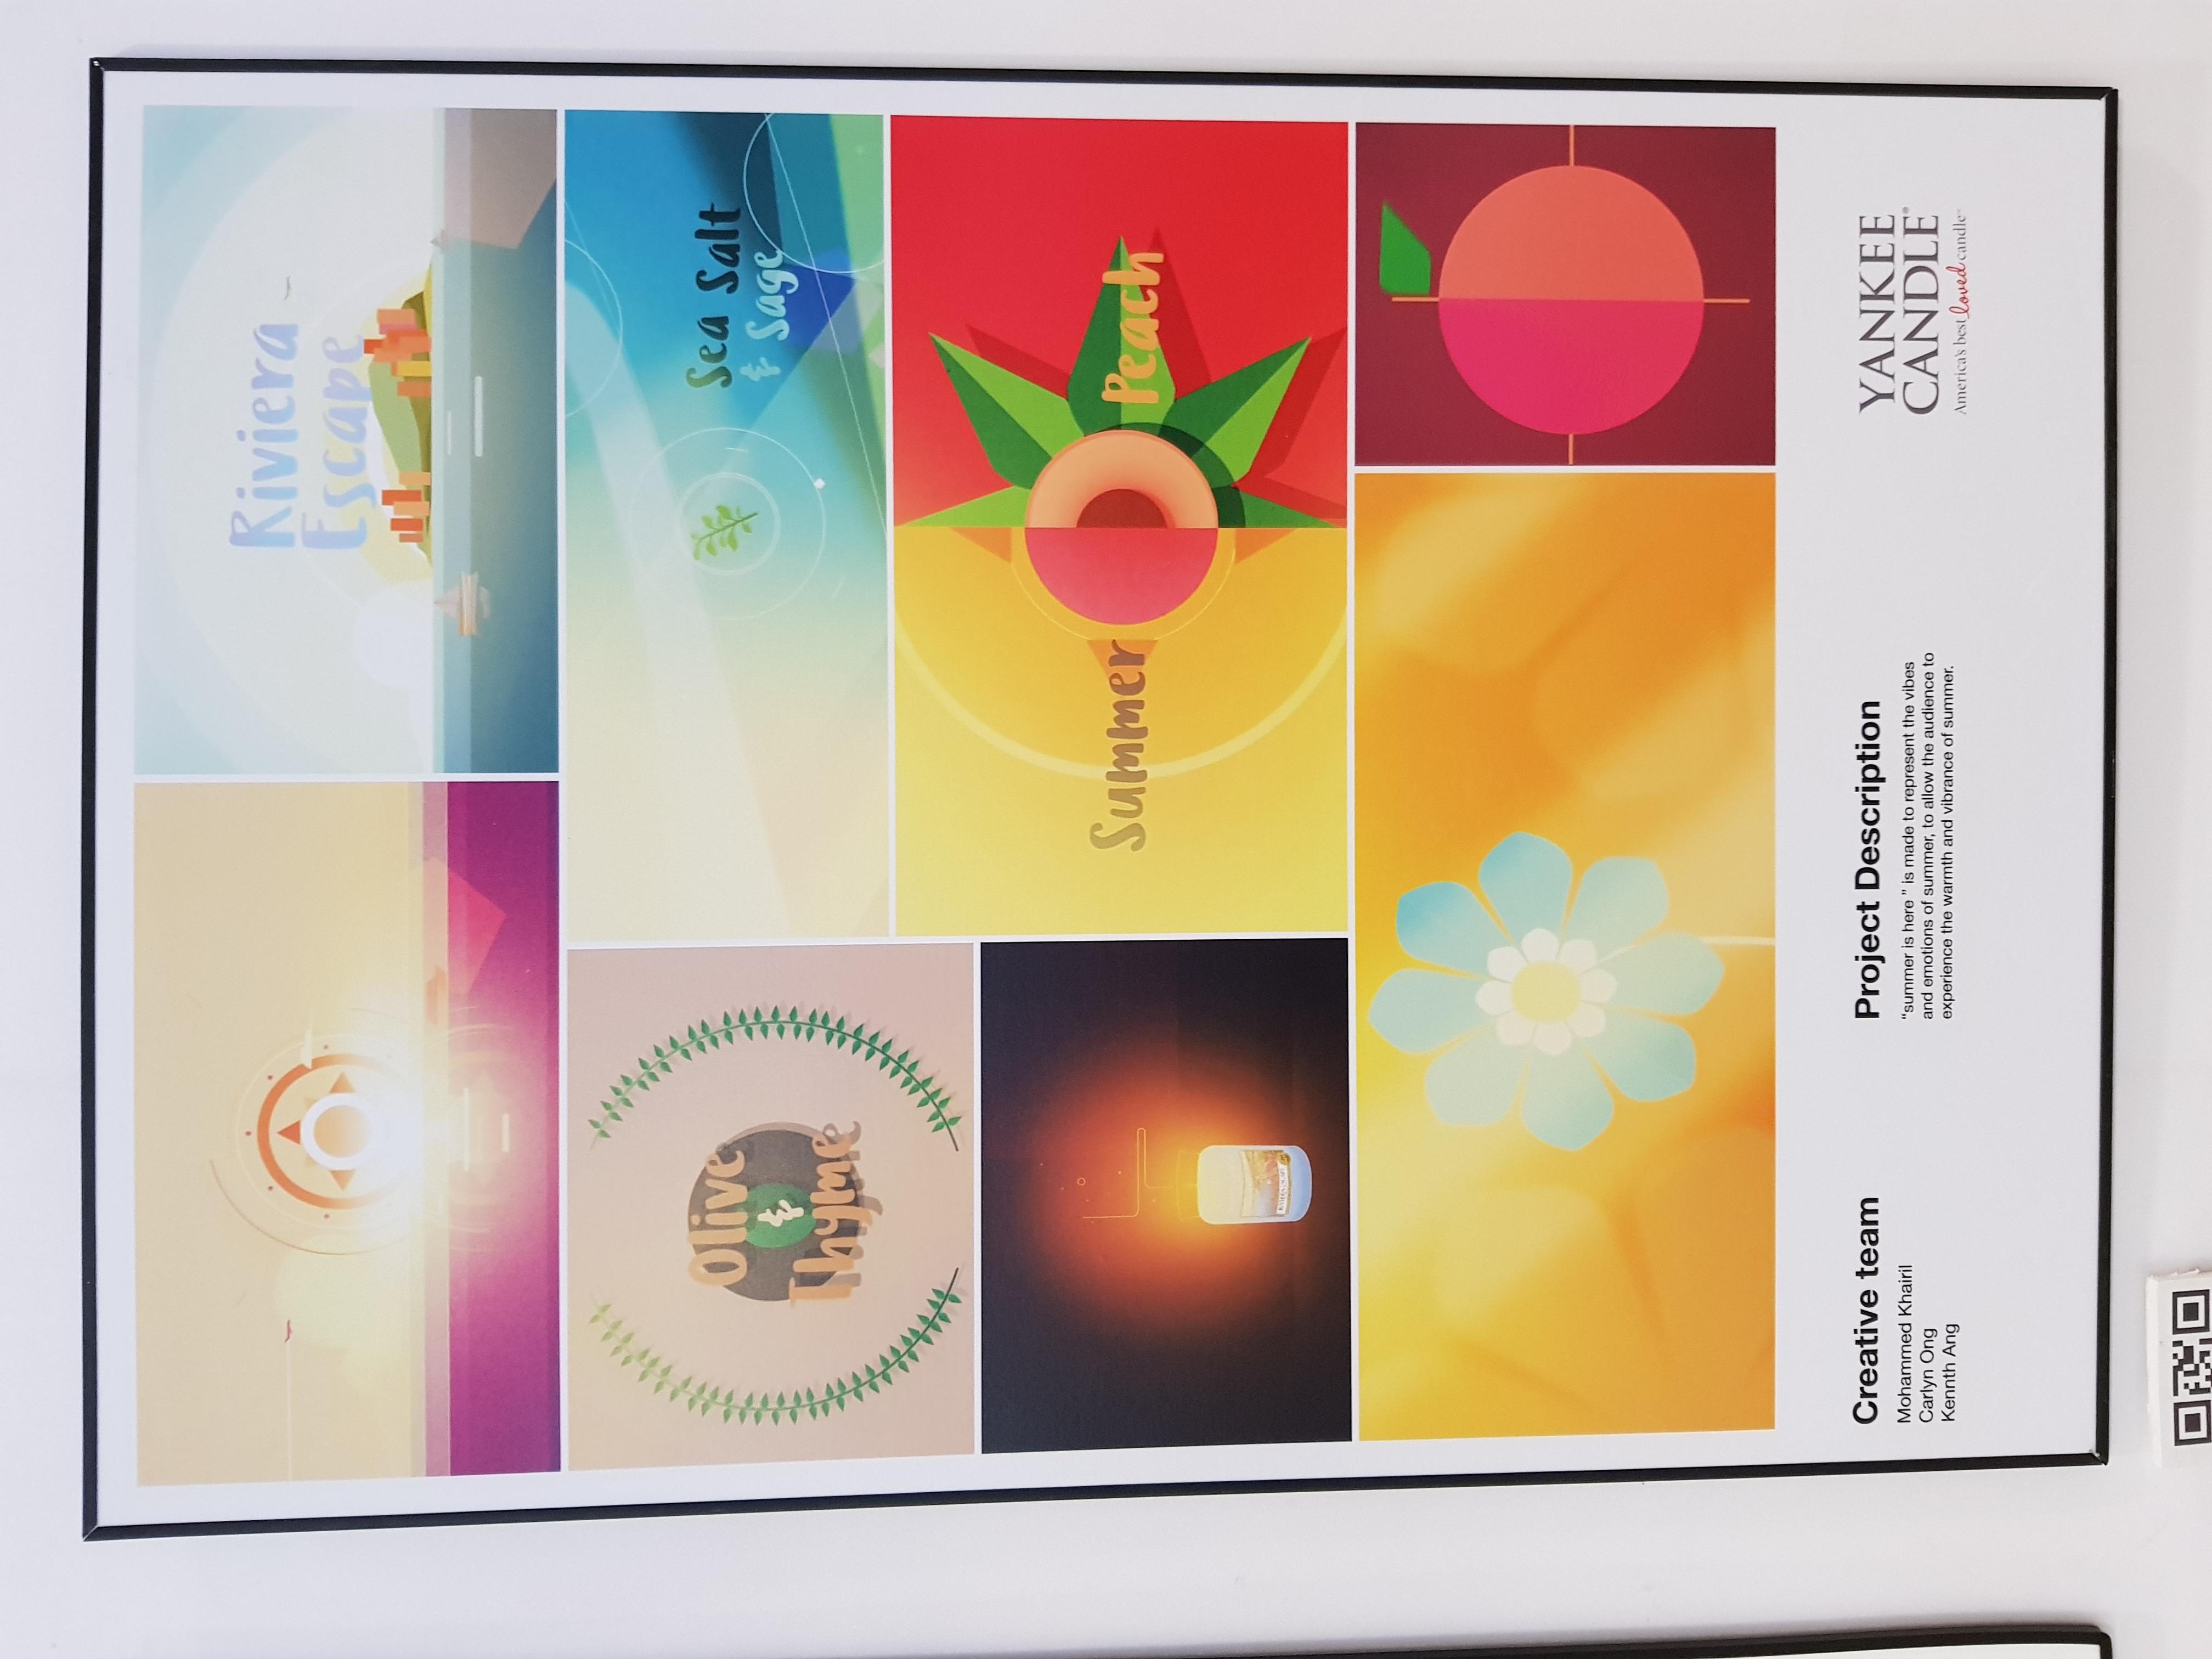 Riviera
Escape
Olive
&
Thyme
Sea Salt
& Sage
Summer
Peach
RIVIERA ESCAPE
Creative team
Mohammed Khairil
Carlyn Ong
Kennth Ang
Project Description
“summer is here ” is made to represent the vibes
and emotions of summer, to allow the audience to
experience the warmth and vibrance of summer.
YANKEE
CANDLE®
America's best loved candle™